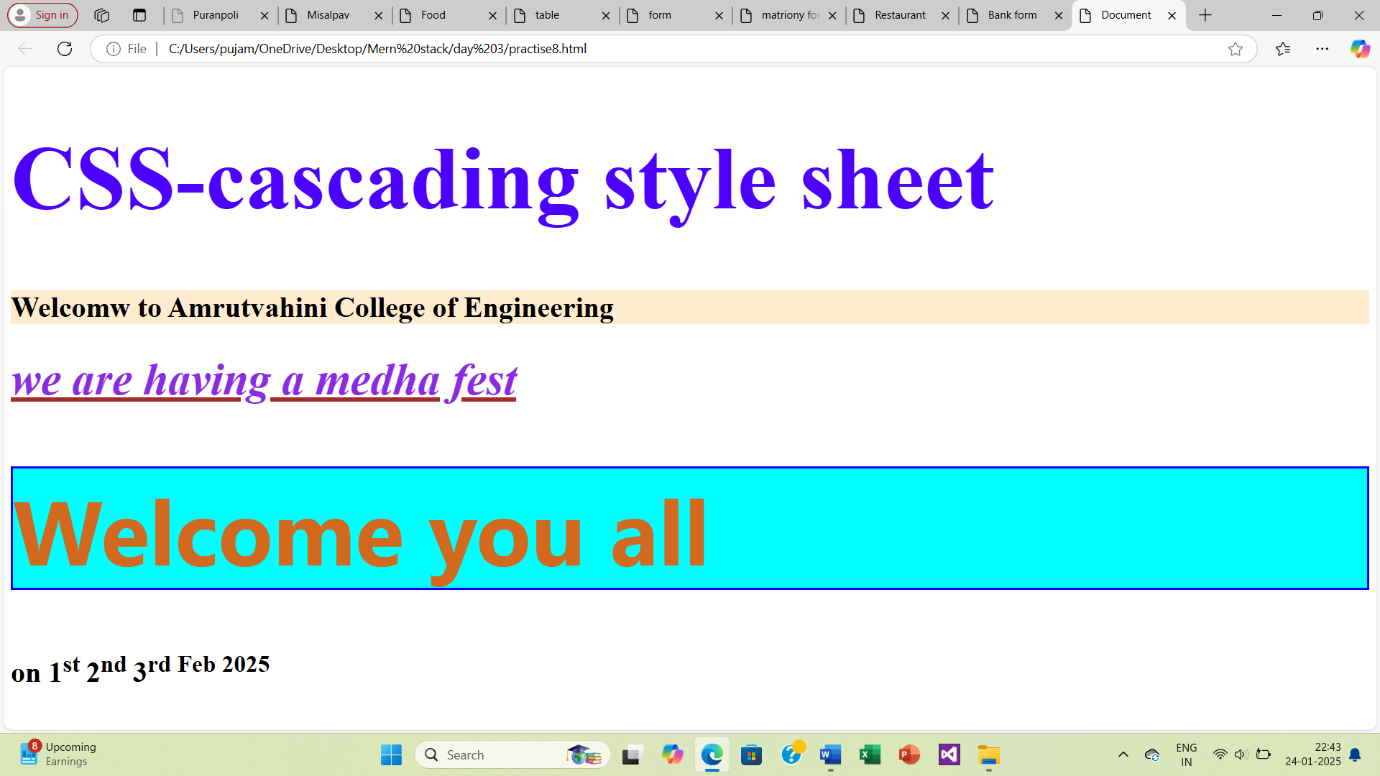 Sign in
Puranpoli
Misalpav
Food
table
form
matriony for
Restaurant
Bank form
Document
File
C:/Users/pujam/OneDrive/Desktop/Mern%20stack/day%203/practise8.html
CSS-cascading style sheet
Welcomw to Amrutvahini College of Engineering
we are having a medha fest
Welcome you all
on 1st 2nd 3rd Feb 2025
8
Upcoming
Earnings
Search
ENG
IN
22:43
24-01-2025